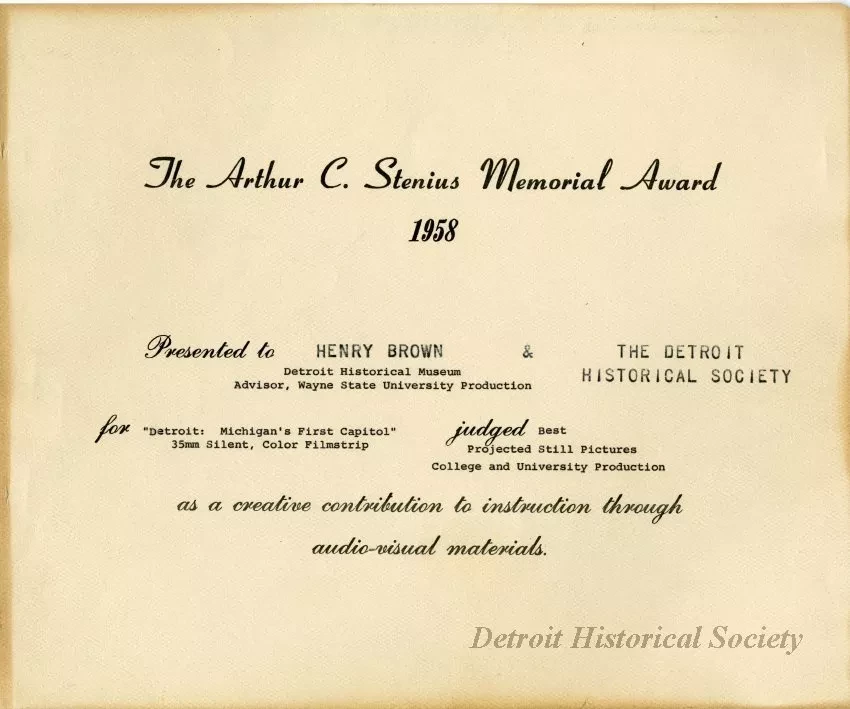 The Arthur C. Stenius Memorial Award
1958
Presented to HENRY BROWN & THE DETROIT
Detroit Historical Museum HISTORICAL SOCIETY
Advisor, Wayne State University Production
for "Detroit: Michigan's First Capitol" judged Best
35mm Silent, Color Filmstrip Projected Still Pictures
College and University Production
as a creative contribution to instruction through
audio-visual materials.
Detroit Historical Society